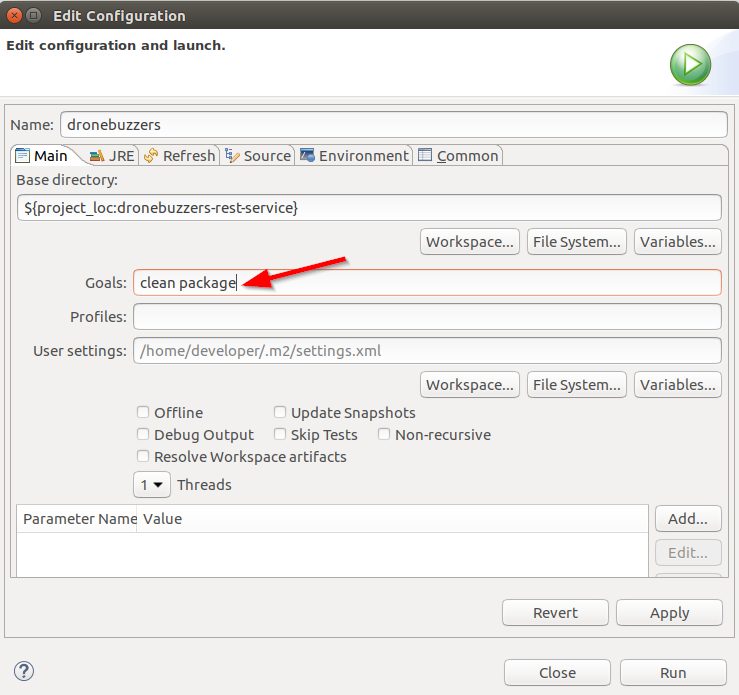 Edit Configuration
Edit configuration and launch.
Name: dronebuzzers
Main JRE Refresh Source Environment Common
Base directory:
${project_loc:dronebuzzers-rest-service}
Workspace... File System... Variables...
Goals: clean package
Profiles:
User settings: /home/developer/.m2/settings.xml
Workspace... File System... Variables...
Offline Update Snapshots
Debug Output Skip Tests Non-recursive
Resolve Workspace artifacts
1 Threads
Parameter Name Value Add...
Edit...
Revert Apply
? Close Run